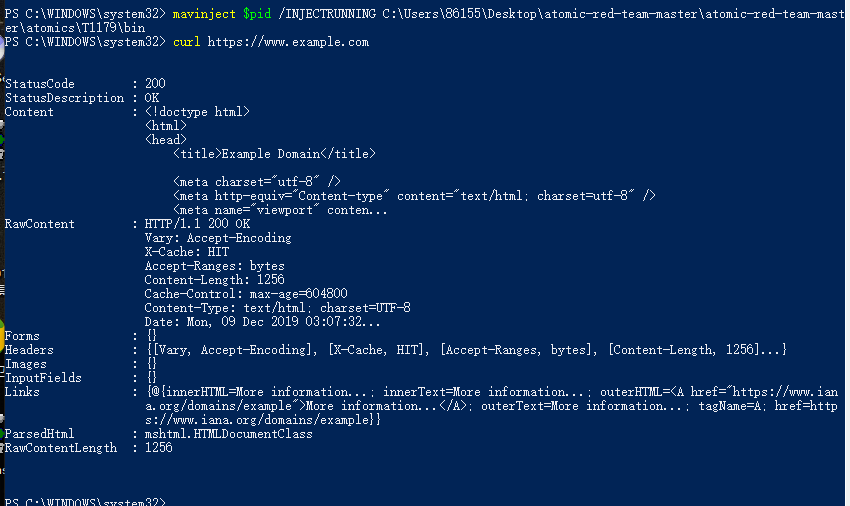 PS C:\WINDOWS\system32> mavinject $pid /INJECTRUNNING C:\Users\86155\Desktop\atomic-red-team-master\atomic-red-team-mast
er\atomics\T1179\bin
PS C:\WINDOWS\system32> curl https://www.example.com
StatusCode        : 200
StatusDescription : OK
Content           : <!doctype html>
                    <html>
                    <head>
                        <title>Example Domain</title>
                        <meta charset="utf-8" />
                        <meta http-equiv="Content-type" content="text/html; charset=utf-8" />
                        <meta name="viewport" conten...
RawContent        : HTTP/1.1 200 OK
                    Vary: Accept-Encoding
                    X-Cache: HIT
                    Accept-Ranges: bytes
                    Content-Length: 1256
                    Cache-Control: max-age=604800
                    Content-Type: text/html; charset=UTF-8
                    Date: Mon, 09 Dec 2019 03:07:32...
Forms             : {}
Headers           : {[Vary, Accept-Encoding], [X-Cache, HIT], [Accept-Ranges, bytes], [Content-Length, 1256]...}
Images            : {}
InputFields       : {}
Links             : {@{innerHTML=More information...; innerText=More information...; outerHTML=<A href="https://www.ian
                    a.org/domains/example">More information...</A>; outerText=More information...; tagName=A; href=http
                    s://www.iana.org/domains/example}}
ParsedHtml        : mshtml.HTMLDocumentClass
RawContentLength  : 1256
PS C:\WINDOWS\system32>